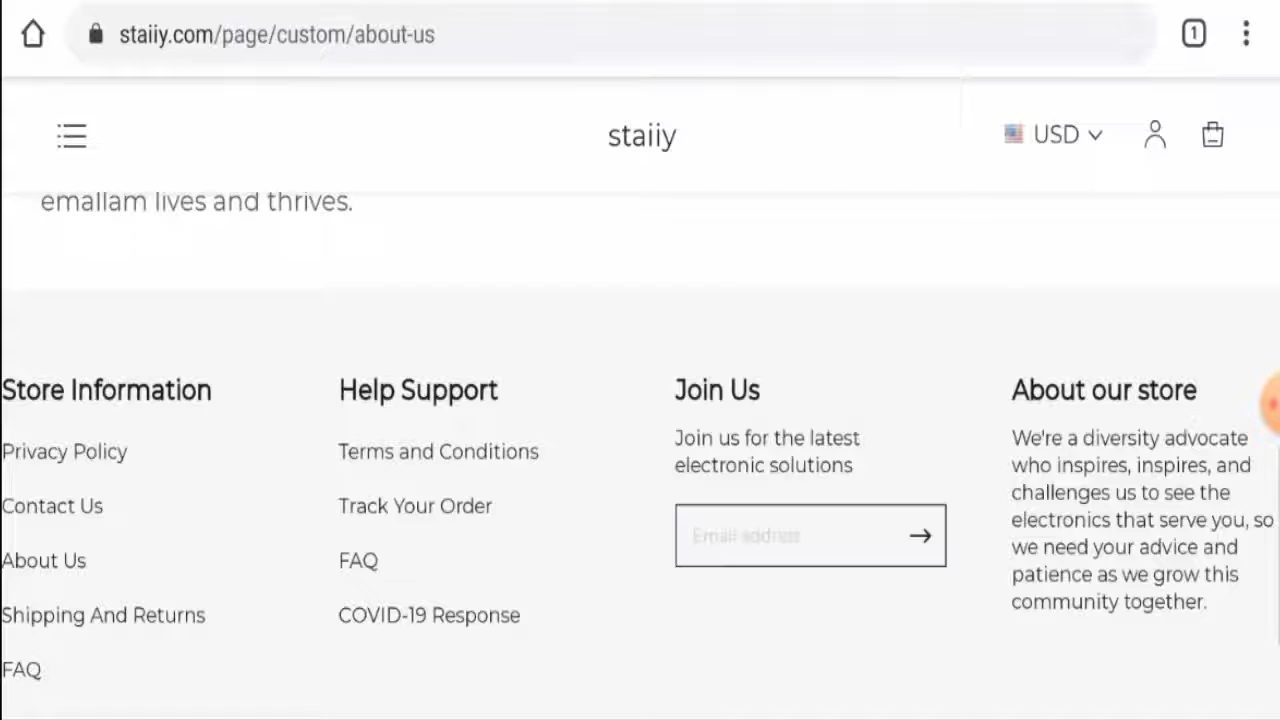 staiiy.com/page/custom/about-us
1
staiiy
USD
emallam lives and thrives.
Store Information
Privacy Policy
Contact Us
About Us
Shipping And Returns
FAQ
Help Support
Terms and Conditions
Track Your Order
FAQ
COVID-19 Response
Join Us
Join us for the latest
electronic solutions
Email address
About our store
We're a diversity advocate
who inspires, inspires, and
challenges us to see the
electronics that serve you, so
we need your advice and
patience as we grow this
community together.